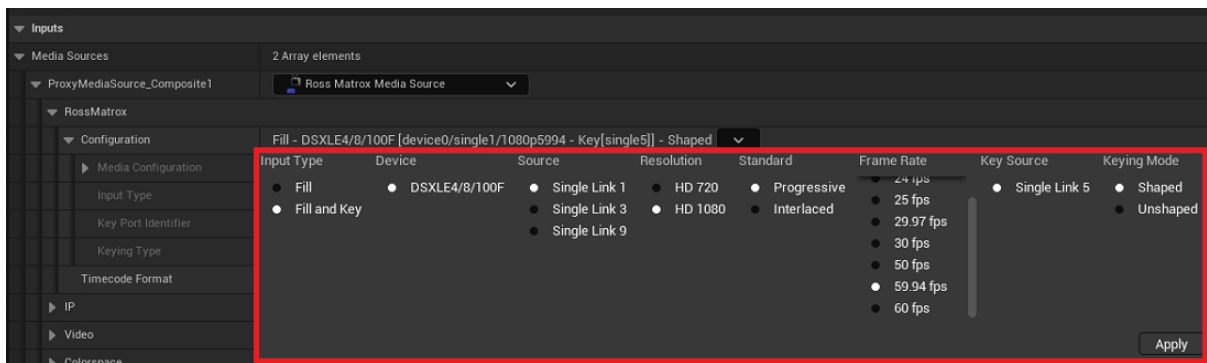 Inputs
Media Sources 2 Array elements
ProxyMediaSource_Composite1 Ross Matrox Media Source
RossMatrox
Configuration Fill - DSXLE4/8/100F [device0/single1/1080p5994 - Key[single5]] - Shaped
Media Configuration
Input Type
Key Port Identifier
Keying Type
Timecode Format
IP
Video
Colorspace
Input Type Device Source Resolution Standard Frame Rate Key Source Keying Mode
24 fps
Fill DSXLE4/8/100F Single Link 1 HD 720 Progressive 25 fps Single Link 5 Shaped
Fill and Key Single Link 3 HD 1080 Interlaced 29.97 fps Unshaped
Single Link 9 30 fps
50 fps
59.94 fps
60 fps
Apply